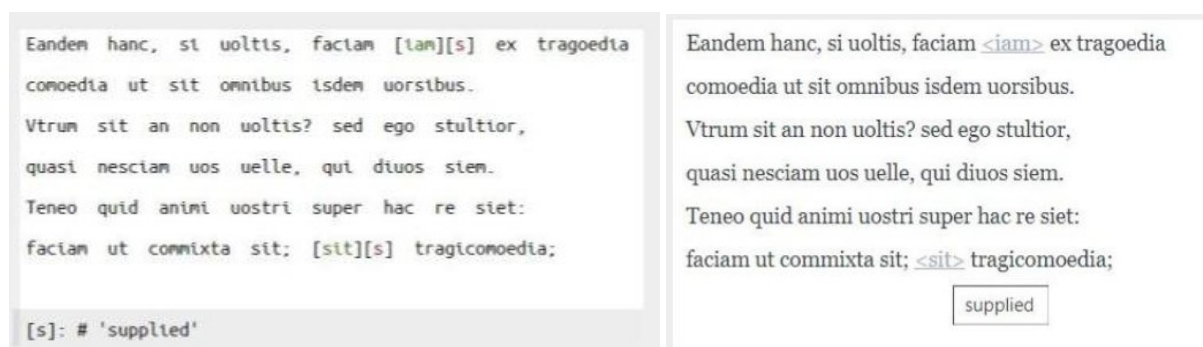 Eandem hanc, si uoltis, faciam [iam][s] ex tragoedia
comoedia ut sit omnibus isdem uorsibus.
Vtrum sit an non uoltis? sed ego stultior,
quasi nesciam uos uelle, qui diuos siem.
Teneo quid animi uostri super hac re siet:
faciam ut commixta sit; [sit][s] tragicomoedia;
[s]: # 'supplied'
Eandem hanc, si uoltis, faciam <iam> ex tragoedia
comoedia ut sit omnibus isdem uorsibus.
Vtrum sit an non uoltis? sed ego stultior,
quasi nesciam uos uelle, qui diuos siem.
Teneo quid animi uostri super hac re siet:
faciam ut commixta sit; <sit> tragicomoedia;
supplied